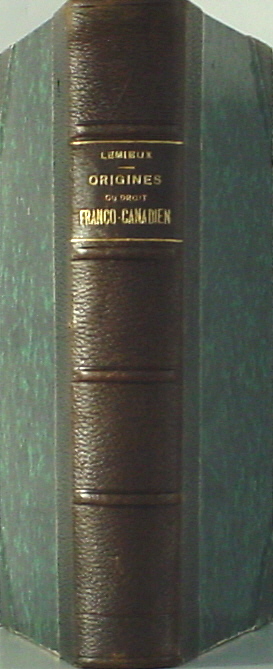 LEMIEUX
ORIGINES
DU DROIT
FRANCO-CANADIEN